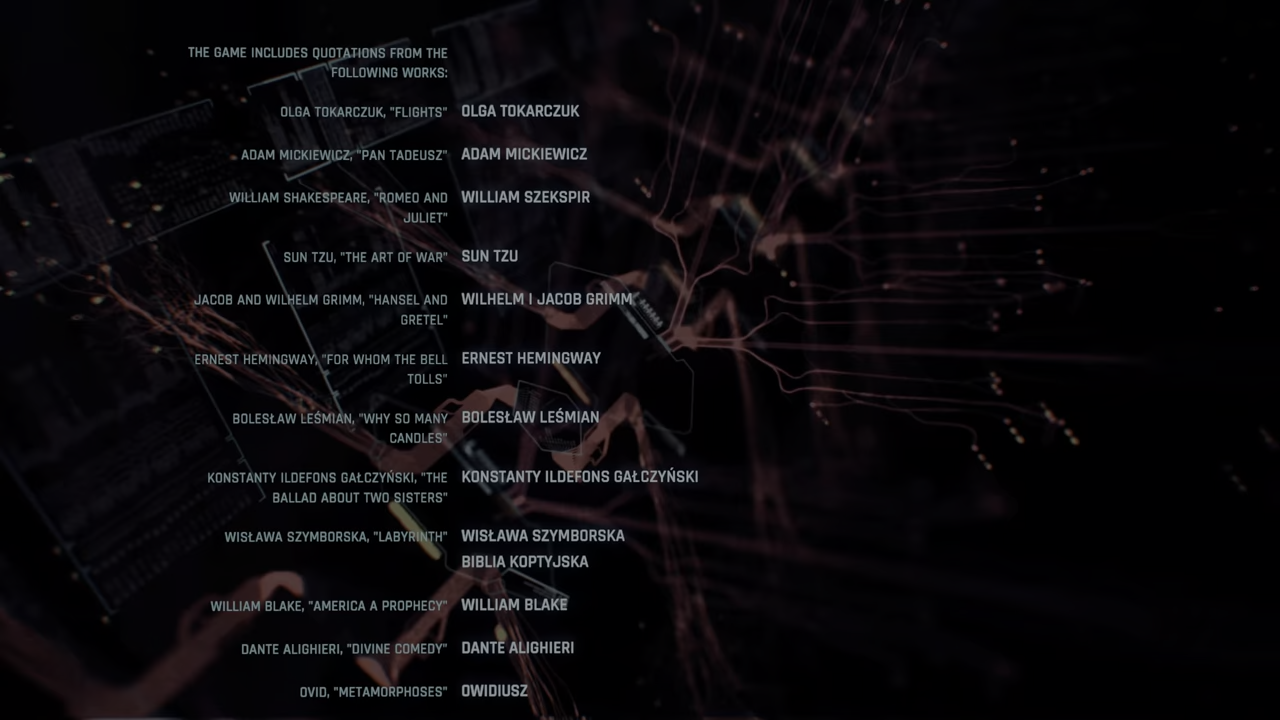 THE GAME INCLUDES QUOTATIONS FROM THE
FOLLOWING WORKS:
OLGA TOKARCZUK, "FLIGHTS" OLGA TOKARCZUK
ADAM MICKIEWICZ, "PAN TADEUSZ" ADAM MICKIEWICZ
WILLIAM SHAKESPEARE, "ROMEO AND WILLIAM SZEKSPIR
JULIET"
SUN TZU, "THE ART OF WAR" SUN TZU
JACOB AND WILHELM GRIMM, "HANSEL AND WILHELM I JACOB GRIMM
GRETEL"
ERNEST HEMINGWAY, "FOR WHOM THE BELL ERNEST HEMINGWAY
TOLLS"
BOLESŁAW LEŚMIAN, "WHY SO MANY BOLESŁAW LEŚMIAN
CANDLES"
KONSTANTY ILDEFONS GAŁCZYŃSKI, "THE KONSTANTY ILDEFONS GAŁCZYŃSKI
BALLAD ABOUT TWO SISTERS"
WISŁAWA SZYMBORSKA, "LABYRINTH" WISŁAWA SZYMBORSKA
BIBLIA KOPTYJSKA
WILLIAM BLAKE, "AMERICA A PROPHECY" WILLIAM BLAKE
DANTE ALIGHIERI, "DIVINE COMEDY" DANTE ALIGHIERI
OVID, "METAMORPHOSES" OWIDIUSZ